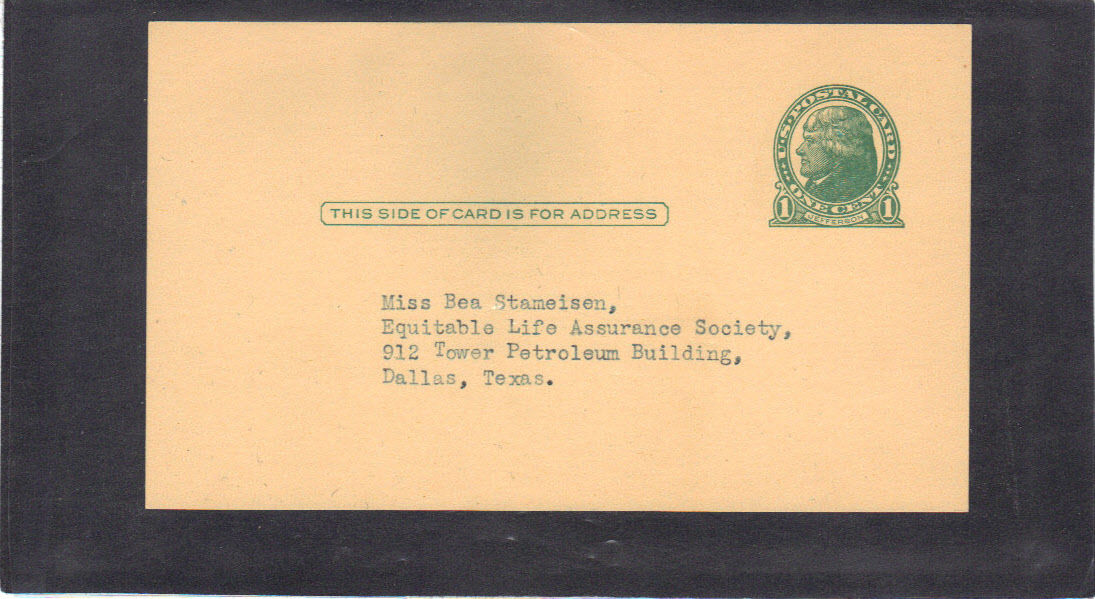 U.S. POSTAL CARD
ONE CENT
1 JEFFERSON 1
THIS SIDE OF CARD IS FOR ADDRESS
Miss Bea Stameisen,
Equitable Life Assurance Society,
912 Tower Petroleum Building,
Dallas, Texas.